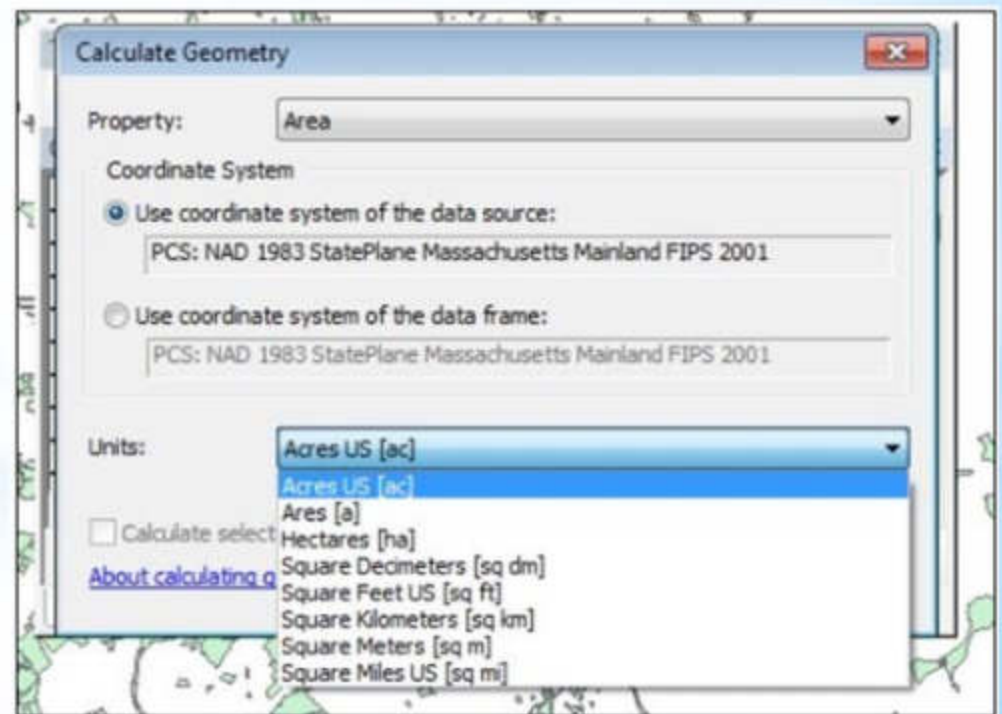 Calculate Geometry
Property: Area
Coordinate System
Use coordinate system of the data source:
PCS: NAD 1983 StatePlane Massachusetts Mainland FIPS 2001
Use coordinate system of the data frame:
PCS: NAD 1983 StatePlane Massachusetts Mainland FIPS 2001
Units: Acres US [ac]
Acres US [ac]
Ares [a]
Calculate select
Hectares [ha]
Square Decimeters [sq dm]
About calculating g
Square Feet US [sq ft]
Square Kilometers [sq km]
Square Meters [sq m]
Square Miles US [sq mi]